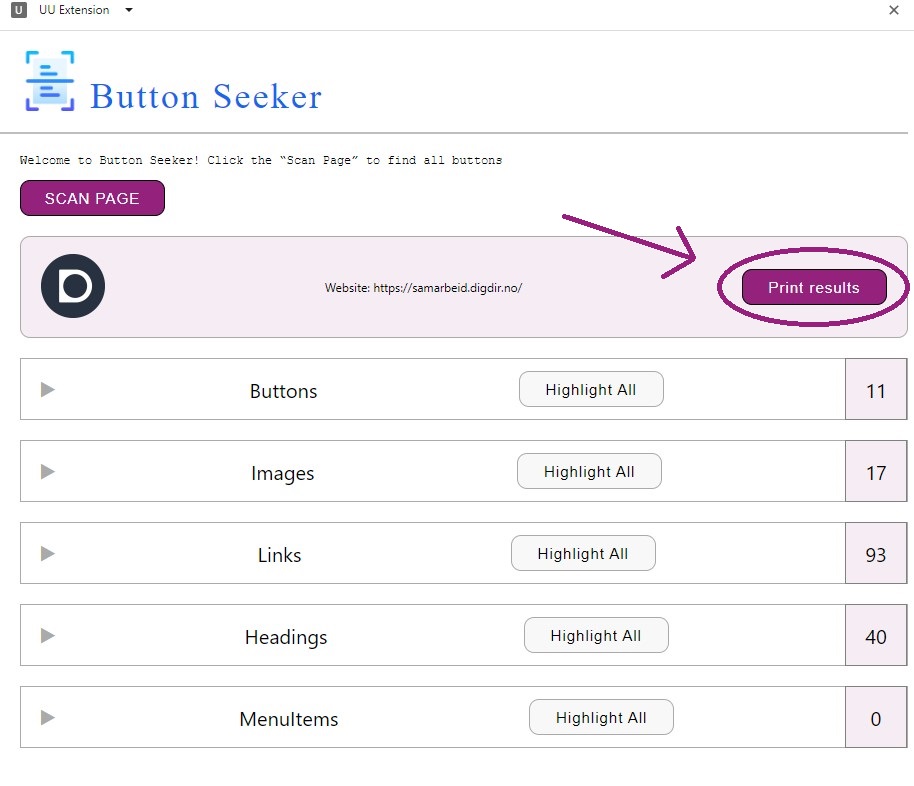 U UU Extension
Button Seeker
Welcome to Button Seeker! Click the “Scan Page” to find all buttons
SCAN PAGE
D Website: https://samarbeid.digdir.no/ Print results
Buttons Highlight All 11
Images Highlight All 17
Links Highlight All 93
Headings Highlight All 40
MenuItems Highlight All 0